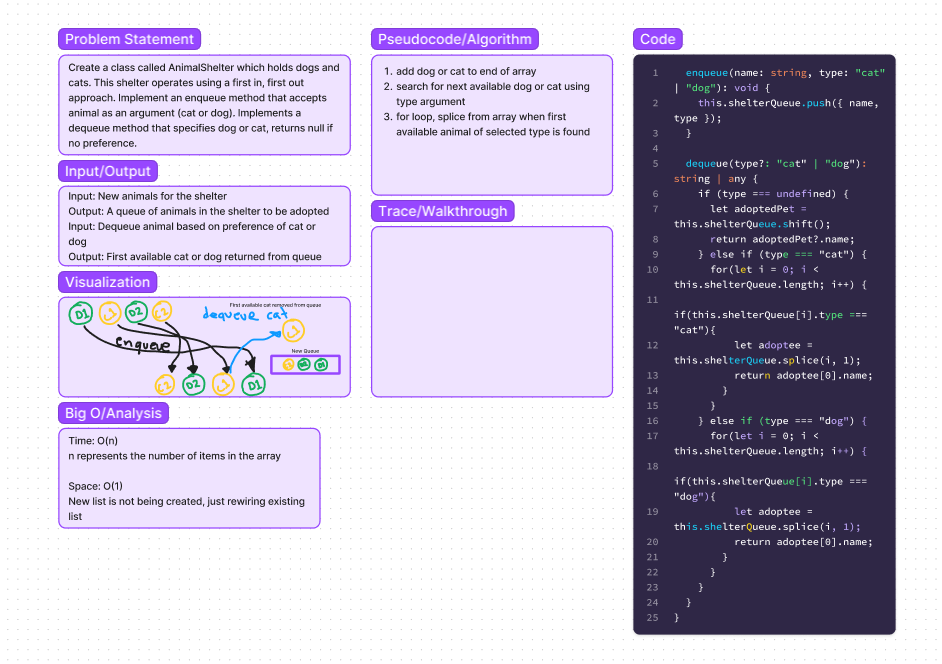 Problem Statement
Create a class called AnimalShelter which holds dogs and
cats. This shelter operates using a first in, first out
approach. Implement an enqueue method that accepts
animal as an argument (cat or dog). Implements a
dequeue method that specifies dog or cat, returns null if
no preference.
Input/Output
Input: New animals for the shelter
Output: A queue of animals in the shelter to be adopted
Input: Dequeue animal based on preference of cat or
dog
Output: First available cat or dog returned from queue
Visualization
First available cat removed from queue
D1 C1 D2 C2
dequeue cat
C1
enqueue
New Queue
C2 D2 D1
C2 D2 C1 D1
Big O/Analysis
Time: O(n)
n represents the number of items in the array
Space: O(1)
New list is not being created, just rewiring existing
list
Pseudocode/Algorithm
1. add dog or cat to end of array
2. search for next available dog or cat using
type argument
3. for loop, splice from array when first
available animal of selected type is found
Trace/Walkthrough
Code
1 enqueue(name: string, type: "cat"
| "dog"): void {
2 this.shelterQueue.push({ name,
type });
3 }
4
5 dequeue(type?: "cat" | "dog"):
string | any {
6 if (type === undefined) {
7 let adoptedPet =
this.shelterQueue.shift();
8 return adoptedPet?.name;
9 } else if (type === "cat") {
10 for(let i = 0; i <
this.shelterQueue.length; i++) {
11
if(this.shelterQueue[i].type ===
"cat"){
12 let adoptee =
this.shelterQueue.splice(i, 1);
13 return adoptee[0].name;
14 }
15 }
16 } else if (type === "dog") {
17 for(let i = 0; i <
this.shelterQueue.length; i++) {
18
if(this.shelterQueue[i].type ===
"dog"){
19 let adoptee =
this.shelterQueue.splice(i, 1);
20 return adoptee[0].name;
21 }
22 }
23 }
24 }
25 }